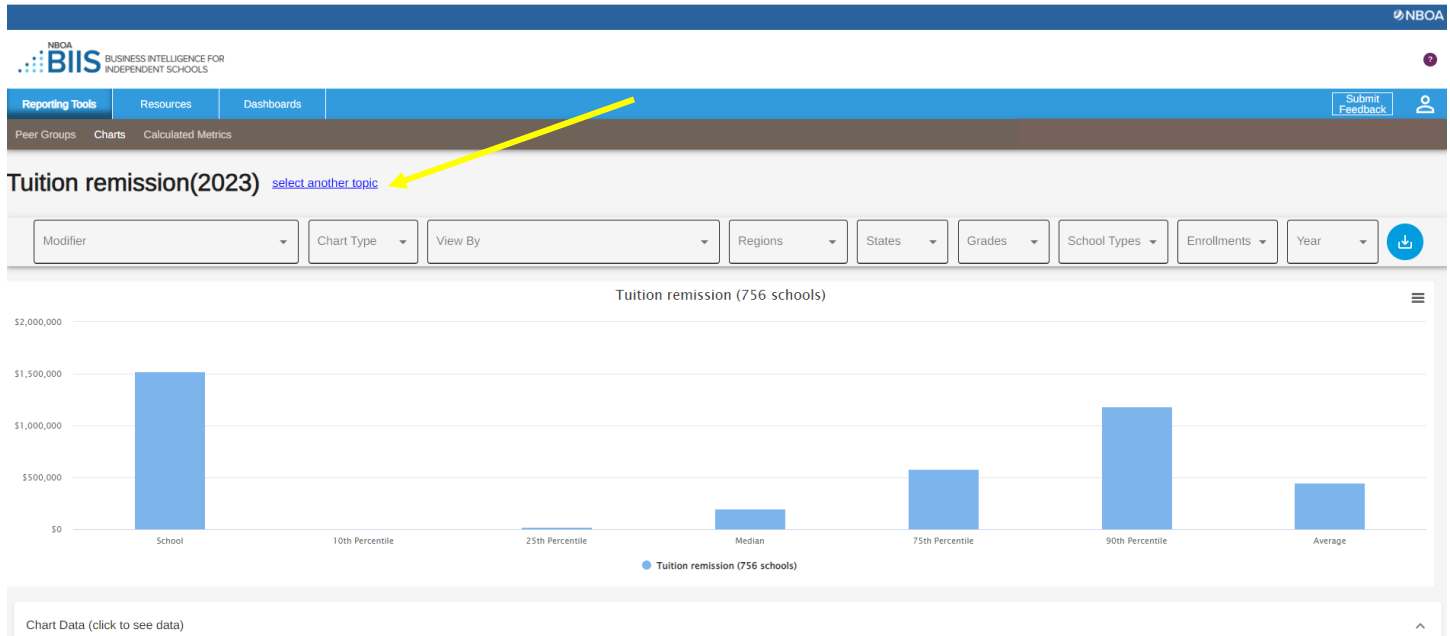 NBOA
NBOA
BIIS BUSINESS INTELLIGENCE FOR
INDEPENDENT SCHOOLS
?
Reporting Tools Resources Dashboards Submit
Feedback
Peer Groups Charts Calculated Metrics
Tuition remission(2023) select another topic
Modifier Chart Type View By Regions States Grades School Types Enrollments Year
Tuition remission (756 schools)
$2,000,000
$1,500,000
$1,000,000
$500,000
$0
School 10th Percentile 25th Percentile Median 75th Percentile 90th Percentile Average
Tuition remission (756 schools)
Chart Data (click to see data)